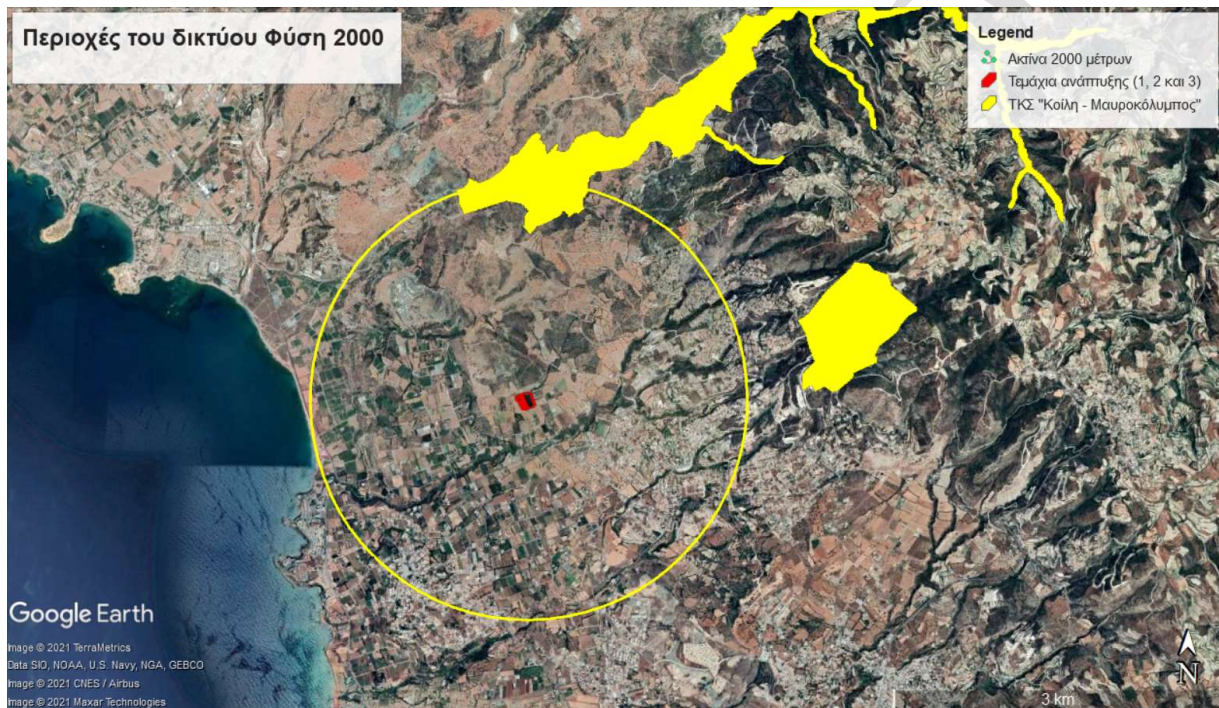 Περιοχές του δικτύου Φύση 2000
Legend
Ακτίνα 2000 μέτρων
Τεμάχια ανάπτυξης (1, 2 και 3)
ΤΚΣ "Κοίλη - Μαυροκόλυμπος"
Google Earth
Image © 2021 TerraMetrics
Data SIO, NOAA, U.S. Navy, NGA, GEBCO
Image © 2021 CNES / Airbus
Image © 2021 Maxar Technologies
N
3 km